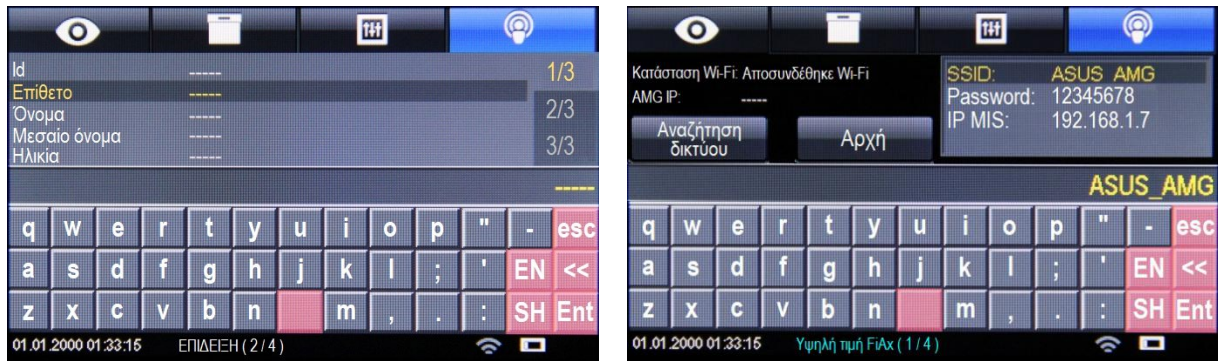 Id -----
Επίθετο -----
Όνομα -----
Μεσαίο όνομα -----
Ηλικία -----
1/3
2/3
3/3
-----
q w e r t y u i o p " - esc
a s d f g h j k l ; ' EN <<
z x c v b n m , . : SH Ent
01.01.2000 01:33:15 ΕΠΙΔΕΙΞΗ ( 2 / 4 )
Κατάσταση Wi-Fi: Αποσυνδέθηκε Wi-Fi
AMG IP: -----
Αναζήτηση
δικτύου
Αρχή
SSID: ASUS_AMG
Password: 12345678
IP MIS: 192.168.1.7
ASUS_AMG
q w e r t y u i o p " - esc
a s d f g h j k l ; ' EN <<
z x c v b n m , . : SH Ent
01.01.2000 01:33:15 Υψηλή τιμή FiAx ( 1 / 4 )